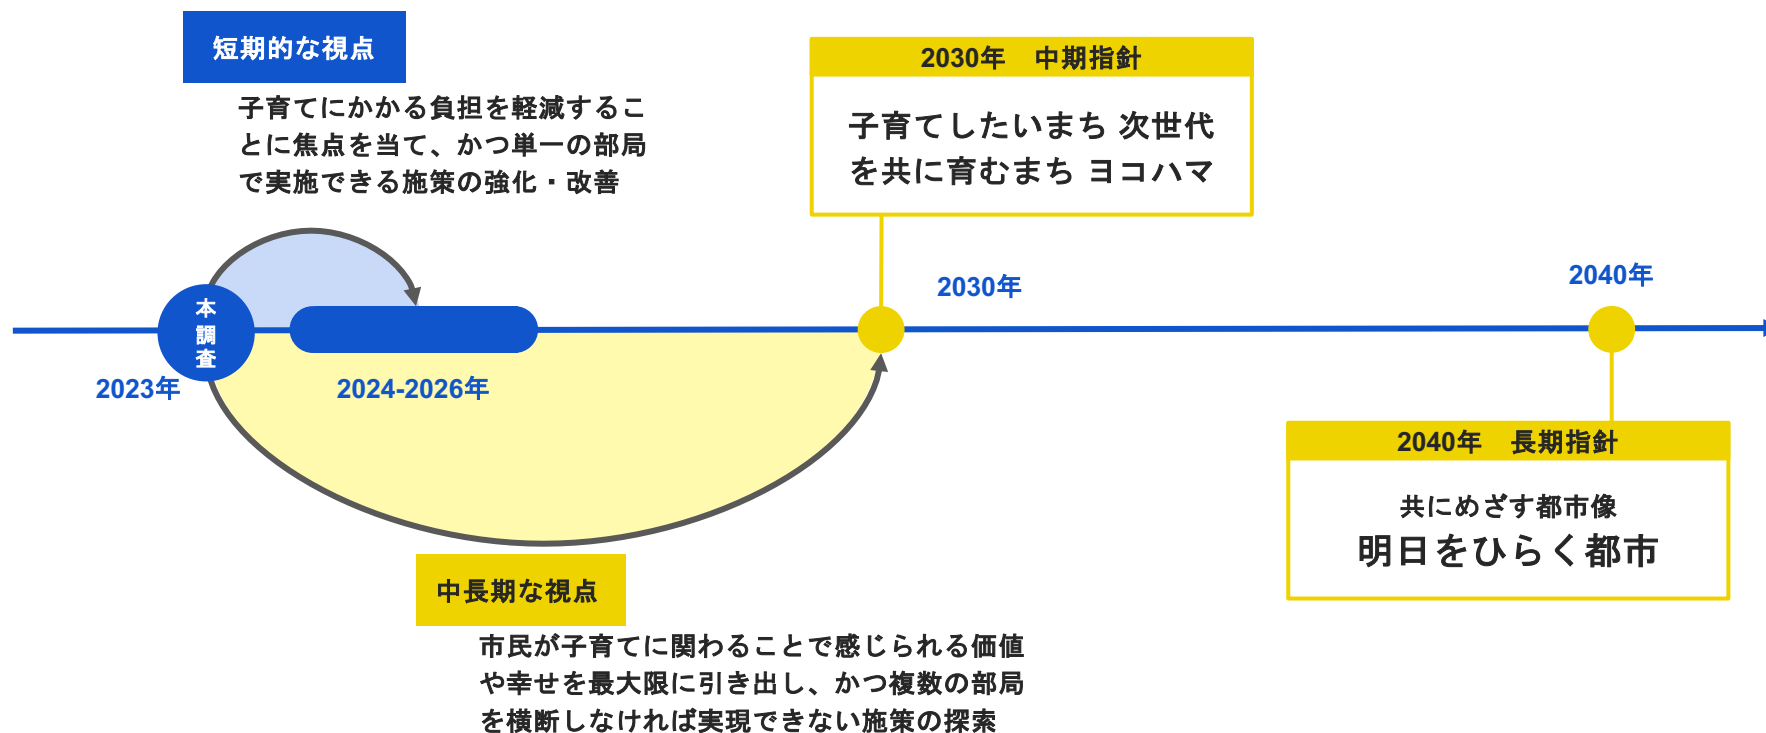 短期的な視点
子育てにかかる負担を軽減するこ
とに焦点を当て、かつ単一の部局
で実施できる施策の強化・改善
2030年　中期指針
子育てしたいまち 次世代
を共に育むまち ヨコハマ
2030年
2040年
本
調
査
2023年
2024-2026年
2040年　長期指針
共にめざす都市像
明日をひらく都市
中長期な視点
市民が子育てに関わることで感じられる価値
や幸せを最大限に引き出し、かつ複数の部局
を横断しなければ実現できない施策の探索